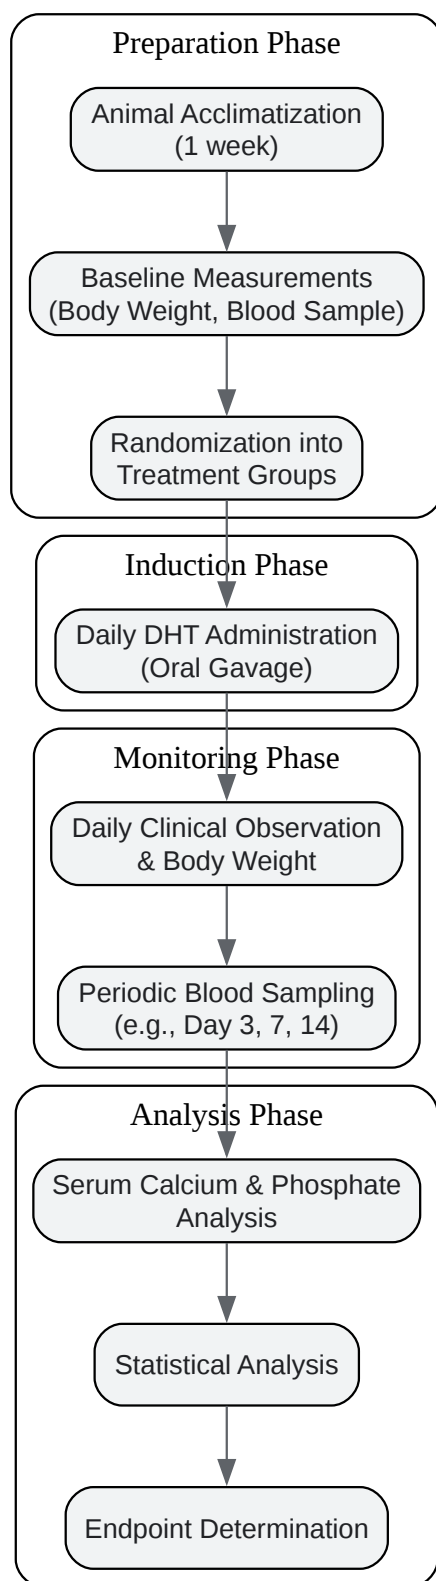 Preparation Phase
Animal Acclimatization
(1 week)
Baseline Measurements
(Body Weight, Blood Sample)
Randomization into
Treatment Groups
Induction Phase
Daily DHT Administration
(Oral Gavage)
Monitoring Phase
Daily Clinical Observation
& Body Weight
Periodic Blood Sampling
(e.g., Day 3, 7, 14)
Analysis Phase
Serum Calcium & Phosphate
Analysis
Statistical Analysis
Endpoint Determination